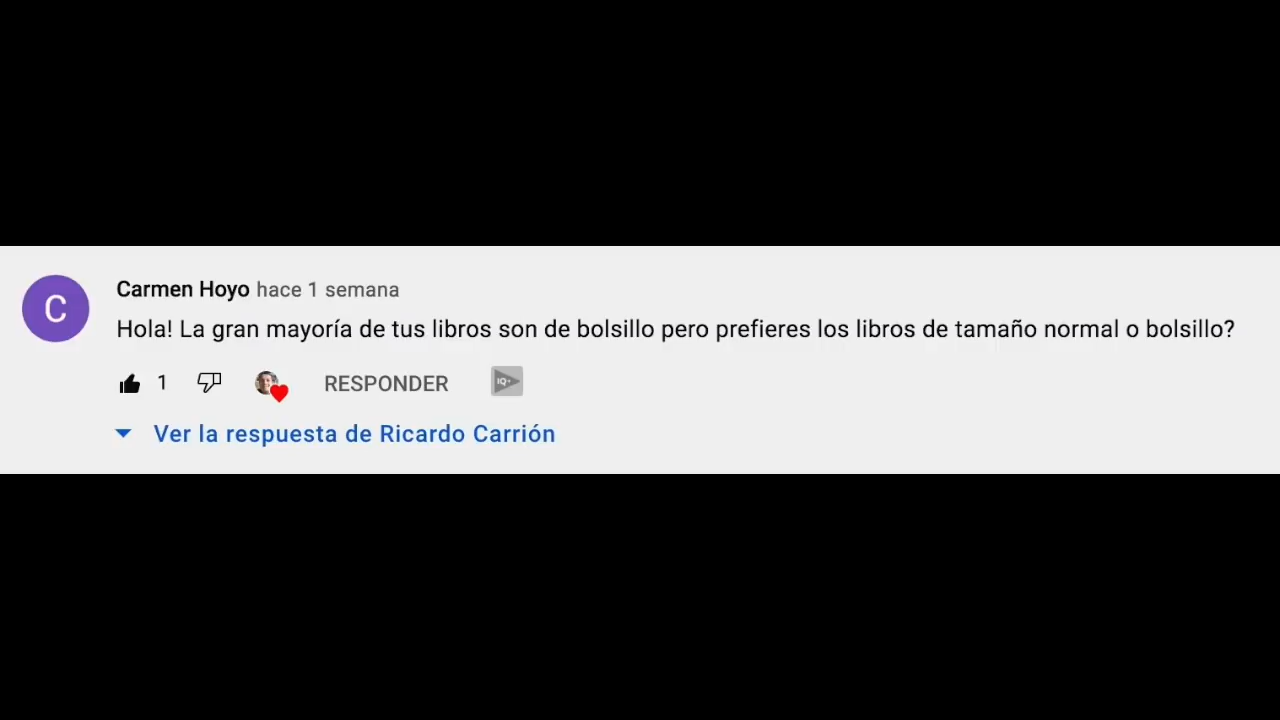 C
Carmen Hoyo hace 1 semana
Hola! La gran mayoría de tus libros son de bolsillo pero prefieres los libros de tamaño normal o bolsillo?
1 RESPONDER IQ+
Ver la respuesta de Ricardo Carrión